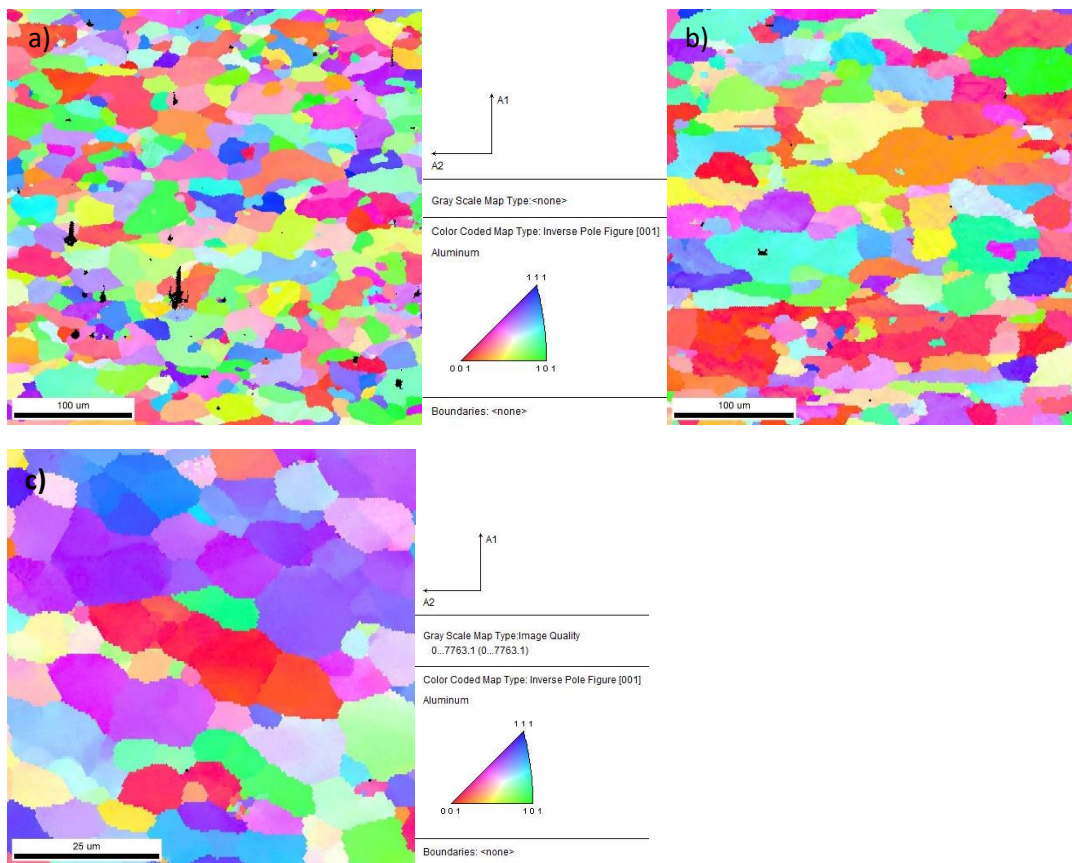 a)
b)
A1
A2
Gray Scale Map Type:<none>
Color Coded Map Type: Inverse Pole Figure [001]
Aluminum
1 1 1
0 0 1
1 0 1
100 um
Boundaries: <none>
100 um
c)
A1
A2
Gray Scale Map Type:Image Quality
0...7763.1 (0...7763.1)
Color Coded Map Type: Inverse Pole Figure [001]
Aluminum
1 1 1
0 0 1
1 0 1
25 um
Boundaries: <none>